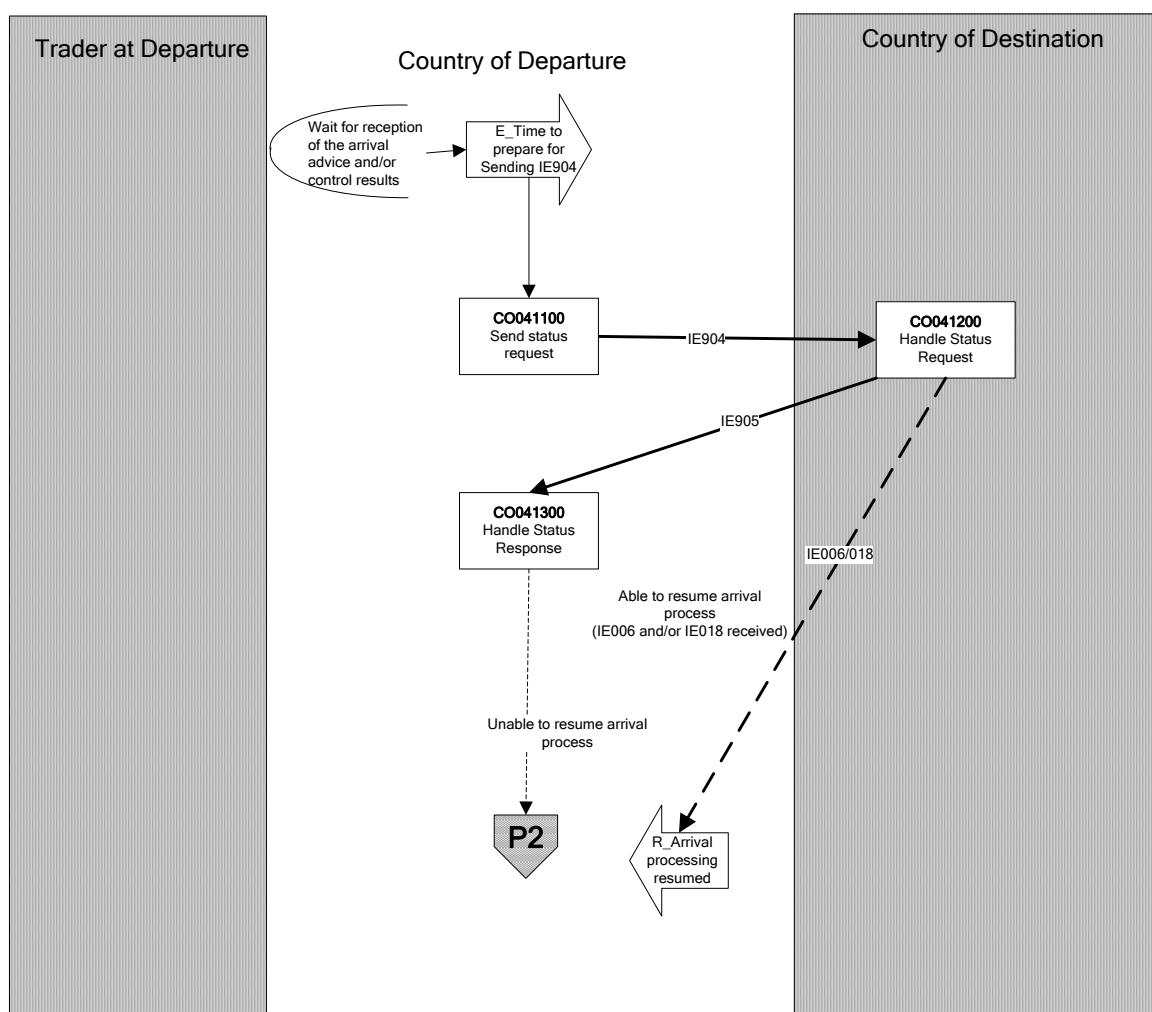 Trader at Departure
Country of Departure
Country of Destination
Wait for reception
of the arrival
advice and/or
control results
E_Time to
prepare for
Sending IE904
CO041100
Send status
request
IE904
CO041200
Handle Status
Request
IE905
CO041300
Handle Status
Response
IE006/018
Able to resume arrival
process
(IE006 and/or IE018 received)
Unable to resume arrival
process
P2
R_Arrival
processing
resumed